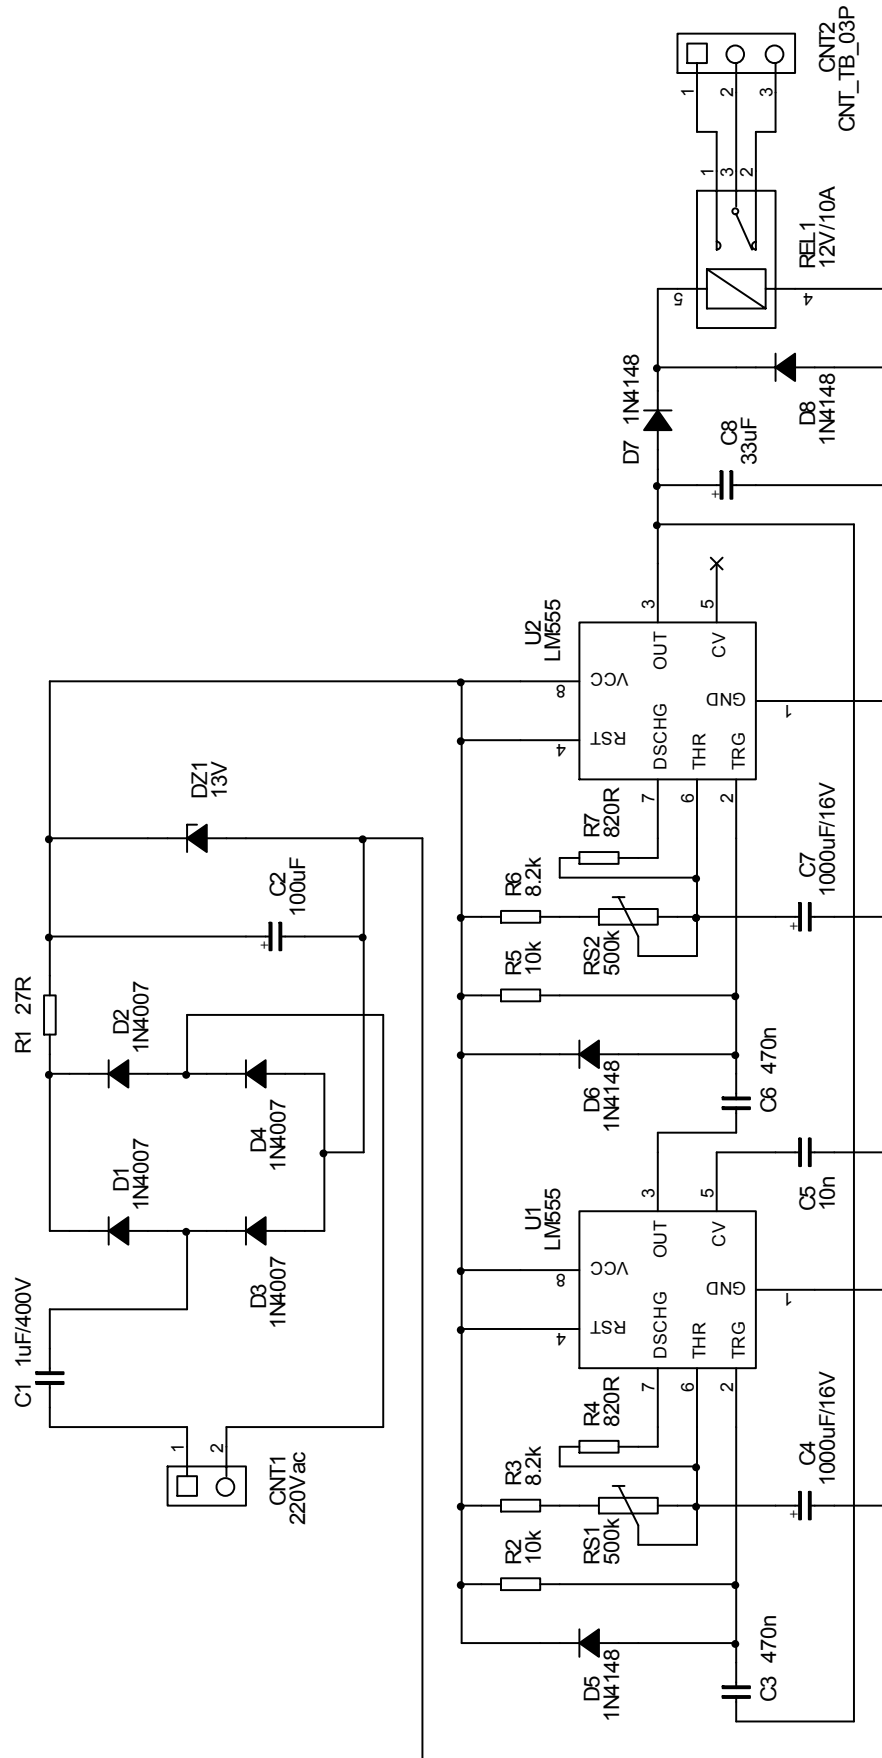 C1 1uF/400V
R1 27R
D1
1N4007
D2
1N4007
D3
1N4007
D4
1N4007
C2
100uF
DZ1
13V
1
2
CNT1
220Vac
D5
1N4148
R2
10k
R3
8.2k
RS1
500k
R4
820R
C3 470n
+
C4
1000uF/16V
U1
LM555
4
8
RST
VCC
7
DSCHG
OUT
3
6
THR
2
TRG
GND
CV
5
1
C5
10n
D6
1N4148
C6 470n
R5
10k
R6
8.2k
RS2
500k
R7
820R
+
C7
1000uF/16V
U2
LM555
4
8
RST
VCC
7
DSCHG
OUT
3
6
THR
2
TRG
GND
CV
5
1
+
C8
33uF
D7 1N4148
D8
1N4148
5
4
REL1
12V/10A
1
3
2
1
2
3
CNT2
CNT_TB_03P
+